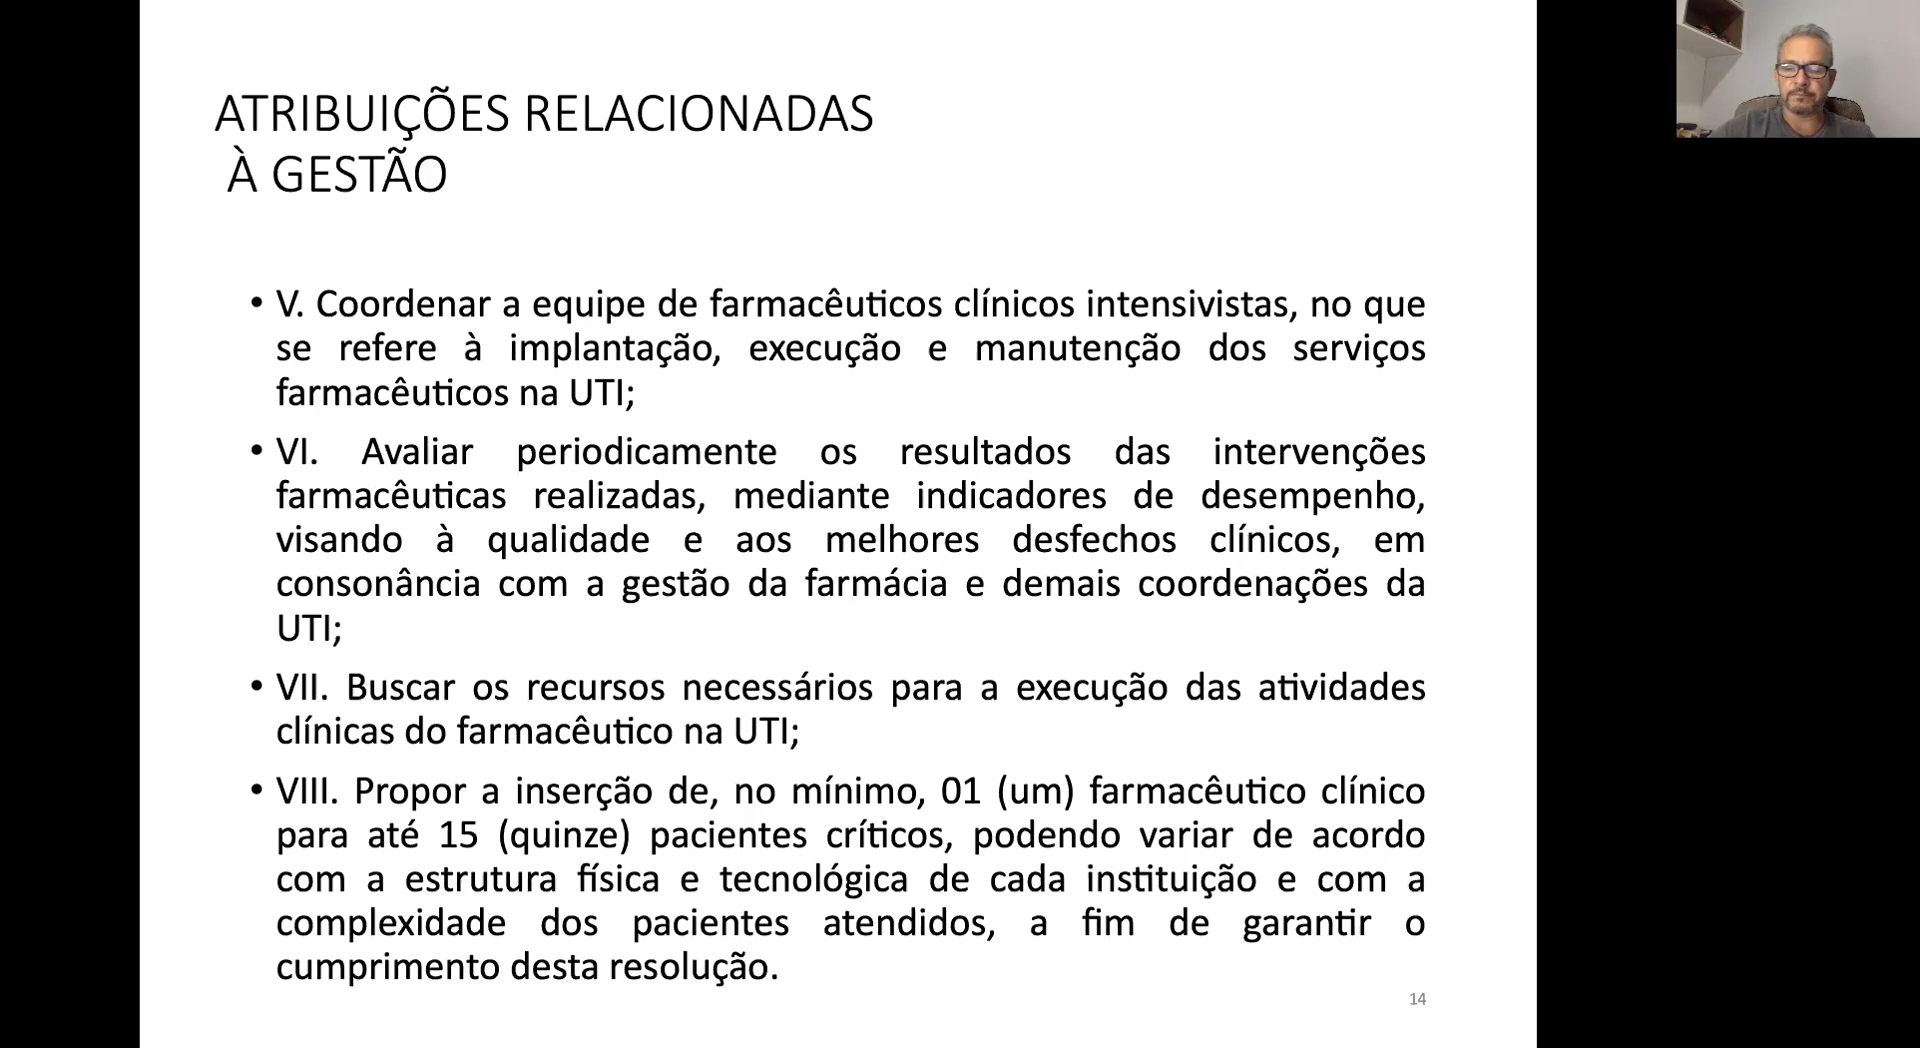 ATRIBUIÇÕES RELACIONADAS
À GESTÃO
• V. Coordenar a equipe de farmacêuticos clínicos intensivistas, no que
se refere à implantação, execução e manutenção dos serviços
farmacêuticos na UTI;
• VI. Avaliar periodicamente os resultados das intervenções
farmacêuticas realizadas, mediante indicadores de desempenho,
visando à qualidade e aos melhores desfechos clínicos, em
consonância com a gestão da farmácia e demais coordenações da
UTI;
• VII. Buscar os recursos necessários para a execução das atividades
clínicas do farmacêutico na UTI;
• VIII. Propor a inserção de, no mínimo, 01 (um) farmacêutico clínico
para até 15 (quinze) pacientes críticos, podendo variar de acordo
com a estrutura física e tecnológica de cada instituição e com a
complexidade dos pacientes atendidos, a fim de garantir o
cumprimento desta resolução.
14